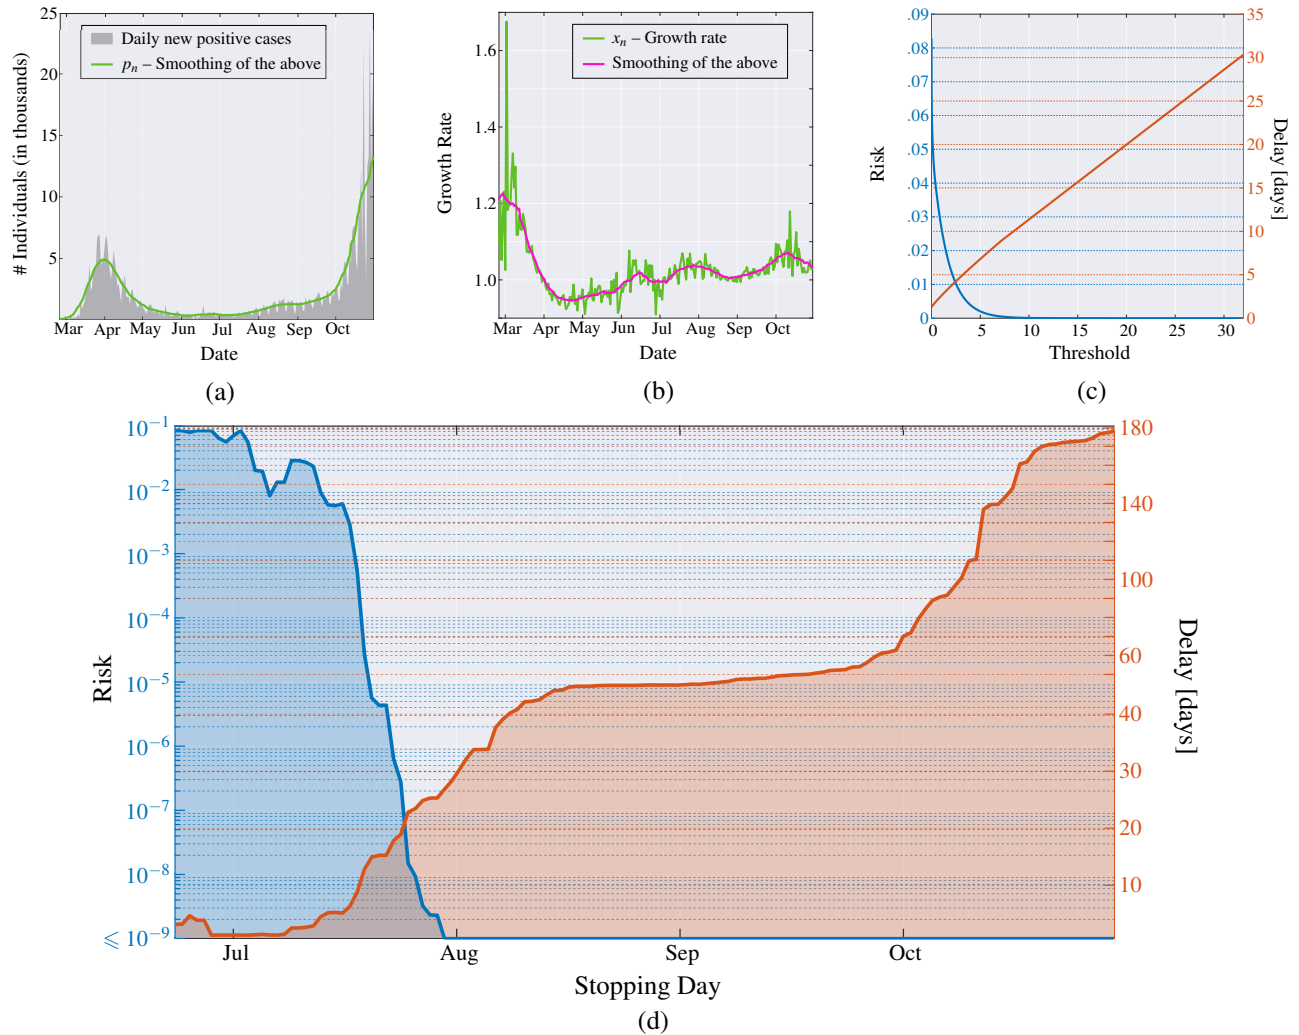 25
20
15
10
5
# Individuals (in thousands)
Daily new positive cases
pₙ – Smoothing of the above
Mar Apr May Jun Jul Aug Sep Oct
Date
(a)
1.6
1.4
1.2
1.0
Growth Rate
xₙ – Growth rate
Smoothing of the above
Mar Apr May Jun Jul Aug Sep Oct
Date
(b)
.09
.08
.07
.06
.05
.04
.03
.02
.01
0
Risk
35
30
25
20
15
10
5
0
Delay [days]
0 5 10 15 20 25 30
Threshold
(c)
10⁻¹
10⁻²
10⁻³
10⁻⁴
10⁻⁵
10⁻⁶
10⁻⁷
10⁻⁸
≪ 10⁻⁹
Risk
180
140
100
60
40
30
20
10
Delay [days]
Jul Aug Sep Oct
Stopping Day
(d)